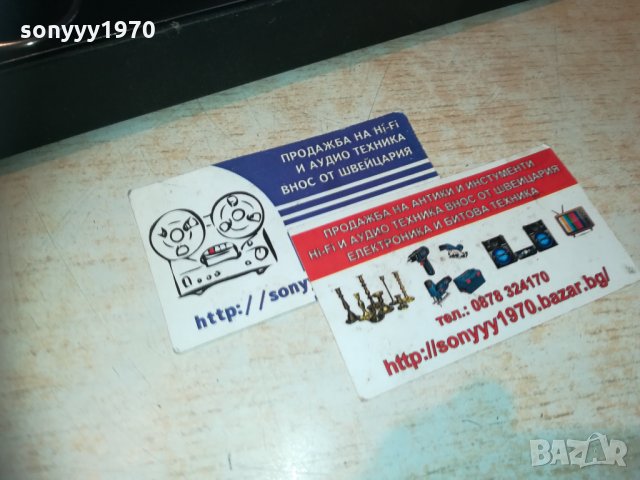 sonyyy1970
ПРОДАЖБА НА Hi-Fi
И АУДИО ТЕХНИКА
ВНОС ОТ ШВЕЙЦАРИЯ
http://sony
ПРОДАЖБА НА АНТИКИ И ИНСТУМЕНТИ
Hi-Fi И АУДИО ТЕХНИКА ВНОС ОТ ШВЕЙЦАРИЯ
ЕЛЕКТРОНИКА И БИТОВА ТЕХНИКА
тел.: 0878 324170
http://sonyyy1970.bazar.bg/
BAZAR
sonyyy1970